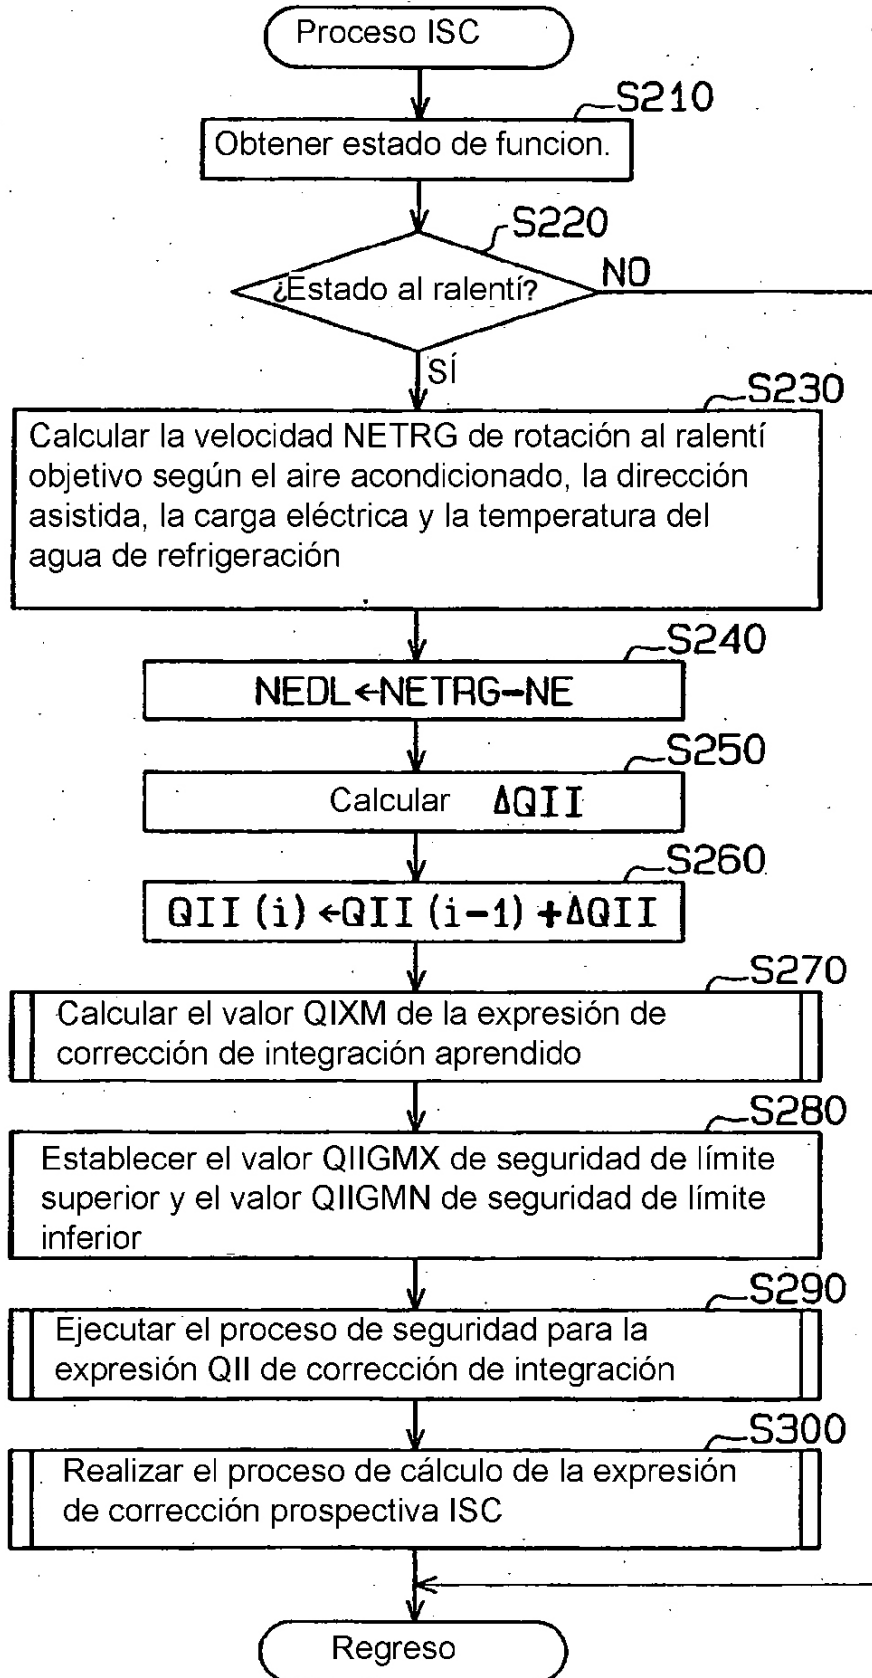 Proceso ISC
S210
Obtener estado de funcion.
S220
¿Estado al ralentí?
NO
SÍ
S230
Calcular la velocidad NETRG de rotación al ralentí
objetivo según el aire acondicionado, la dirección
asistida, la carga eléctrica y la temperatura del
agua de refrigeración
S240
NEDL←NETRG−NE
S250
Calcular ΔQII
S260
QII (i) ←QII (i−1) +ΔQII
S270
Calcular el valor QIXM de la expresión de
corrección de integración aprendido
S280
Establecer el valor QIIGMX de seguridad de límite
superior y el valor QIIGMN de seguridad de límite
inferior
S290
Ejecutar el proceso de seguridad para la
expresión QII de corrección de integración
S300
Realizar el proceso de cálculo de la expresión
de corrección prospectiva ISC
Regreso